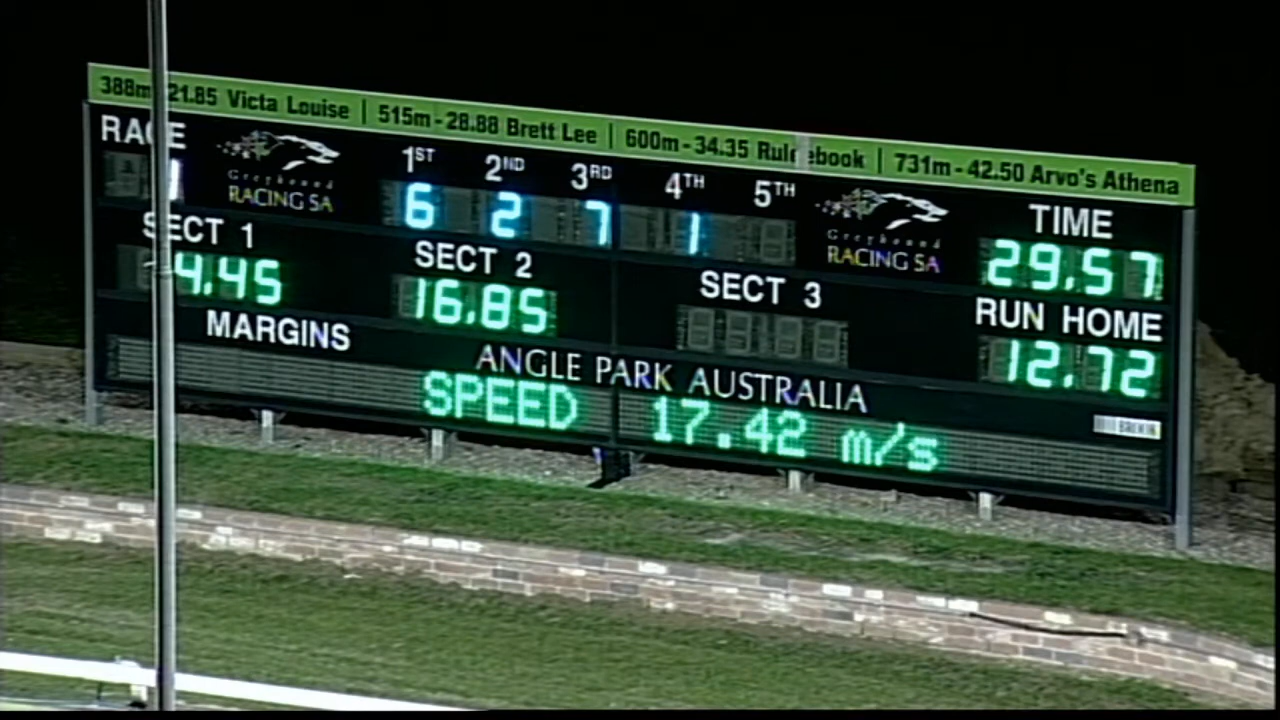 388m 21.85 Victa Louise | 515m - 28.88 Brett Lee | 600m - 34.35 Rulebook | 731m - 42.50 Arvo's Athena
RACE 1ST 2ND 3RD 4TH 5TH TIME
1 Greyhound RACING SA 6 2 7 1 Greyhound RACING SA 29.57
SECT 1 SECT 2 SECT 3 RUN HOME
4.45 16.85 12.72
MARGINS ANGLE PARK AUSTRALIA
SPEED 17.42 m/s